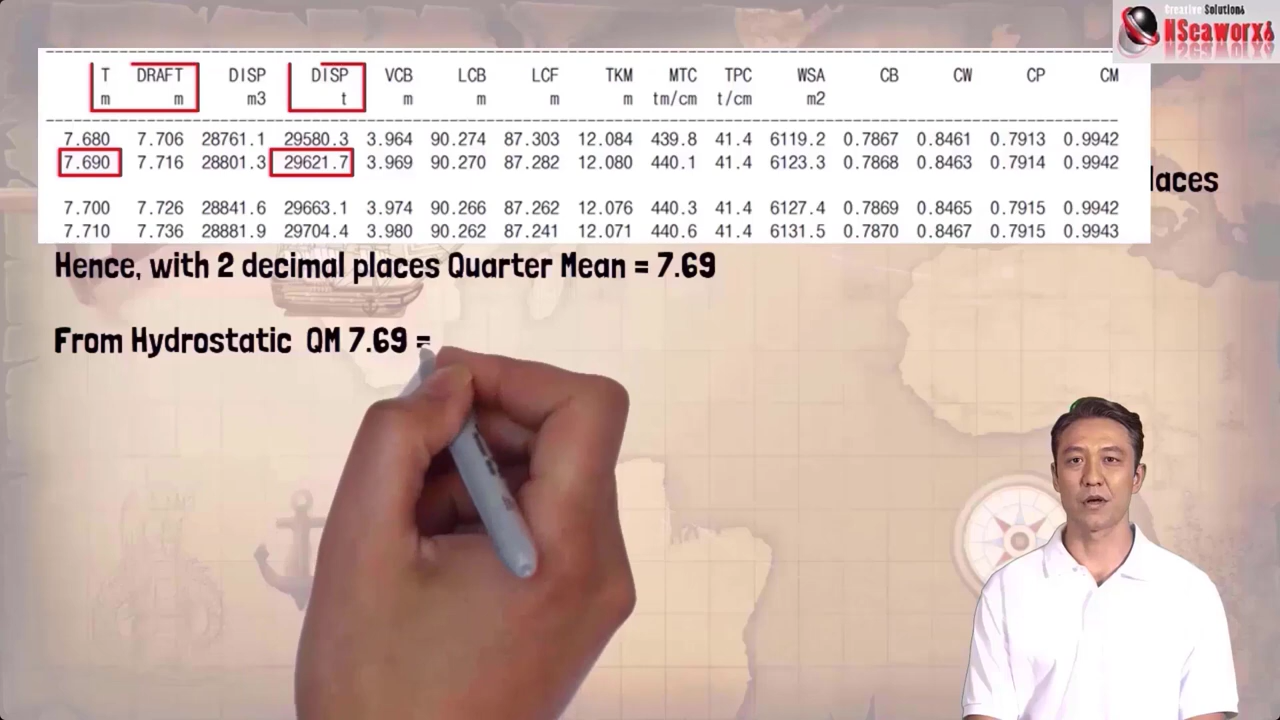 Creative Solutions
NSeaworx6
T DRAFT DISP DISP VCB LCB LCF TKM MTC TPC WSA CB CW CP CM
m m m3 t m m m m tm/cm t/cm m2
7.680 7.706 28761.1 29580.3 3.964 90.274 87.303 12.084 439.8 41.4 6119.2 0.7867 0.8461 0.7913 0.9942
7.690 7.716 28801.3 29621.7 3.969 90.270 87.282 12.080 440.1 41.4 6123.3 0.7868 0.8463 0.7914 0.9942
7.700 7.726 28841.6 29663.1 3.974 90.266 87.262 12.076 440.3 41.4 6127.4 0.7869 0.8465 0.7915 0.9942
7.710 7.736 28881.9 29704.4 3.980 90.262 87.241 12.071 440.6 41.4 6131.5 0.7870 0.8467 0.7915 0.9943
laces
Hence, with 2 decimal places Quarter Mean = 7.69
From Hydrostatic QM 7.69 =